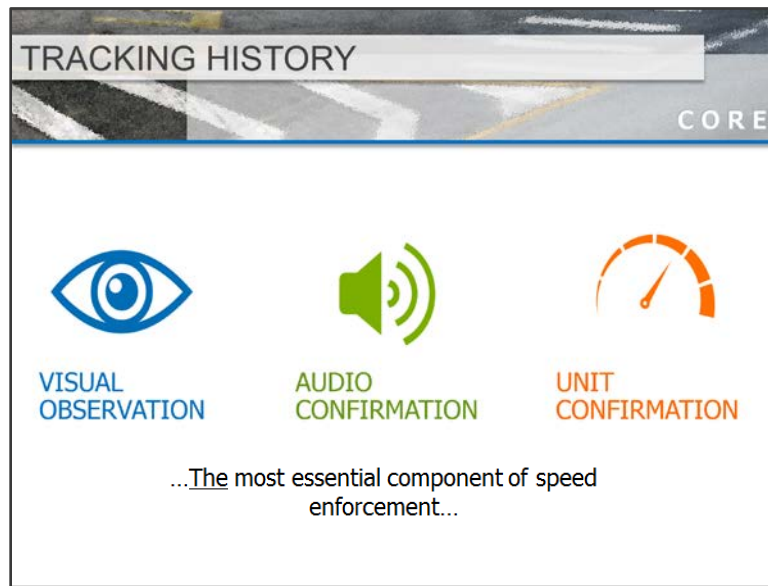 TRACKING HISTORY
CORE
VISUAL
OBSERVATION
AUDIO
CONFIRMATION
UNIT
CONFIRMATION
...The most essential component of speed
enforcement...